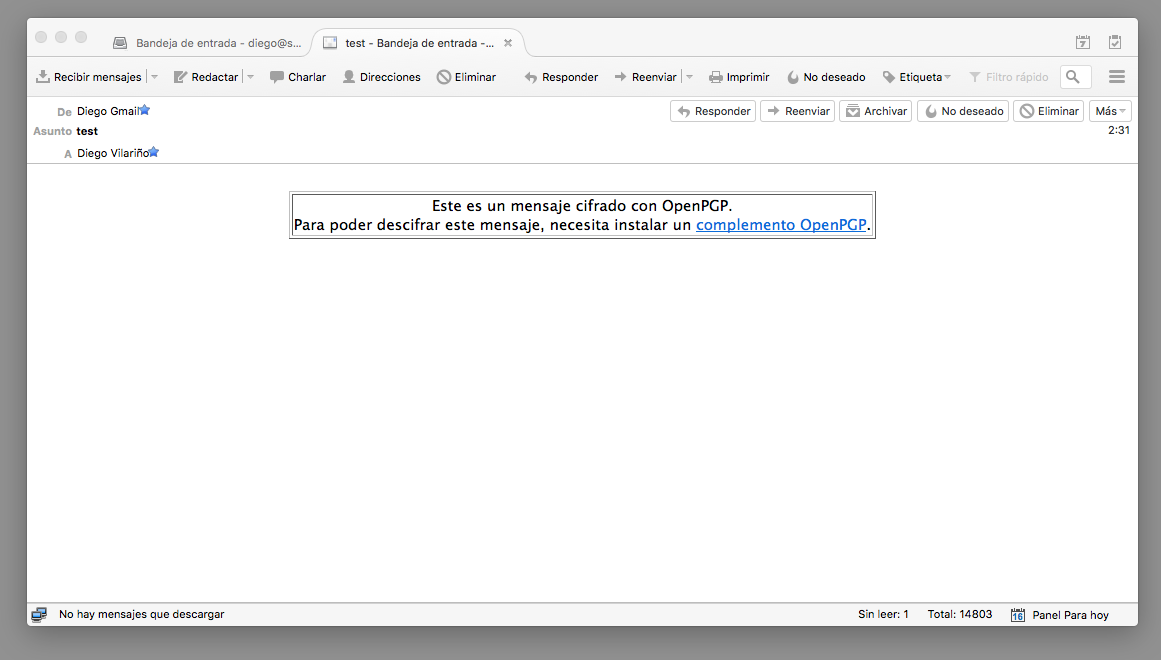 Bandeja de entrada - diego@s...
test - Bandeja de entrada -...
7
Recibir mensajes
Redactar
Charlar
Direcciones
Eliminar
Responder
Reenviar
Imprimir
No deseado
Etiqueta
Filtro rápido
De Diego Gmail
Responder
Reenviar
Archivar
No deseado
Eliminar
Más
Asunto test
2:31
A Diego Vilariño
Este es un mensaje cifrado con OpenPGP.
Para poder descifrar este mensaje, necesita instalar un complemento OpenPGP.
No hay mensajes que descargar
Sin leer: 1
Total: 14803
16
Panel Para hoy